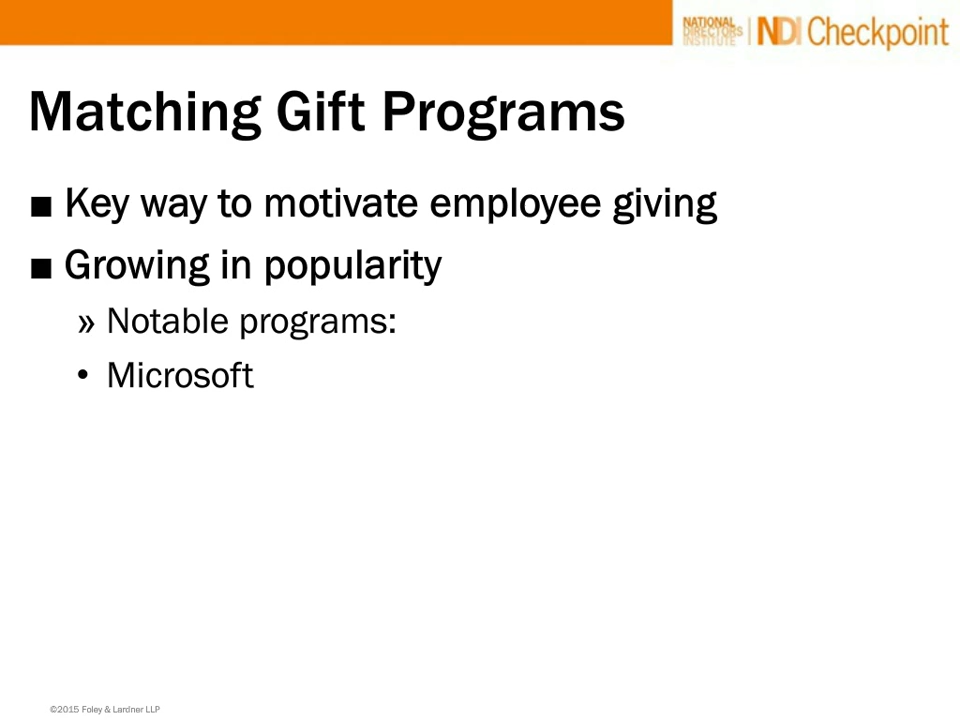 NATIONAL
DIRECTORS
INSTITUTE
NDI Checkpoint
Matching Gift Programs
■ Key way to motivate employee giving
■ Growing in popularity
» Notable programs:
• Microsoft
©2015 Foley & Lardner LLP